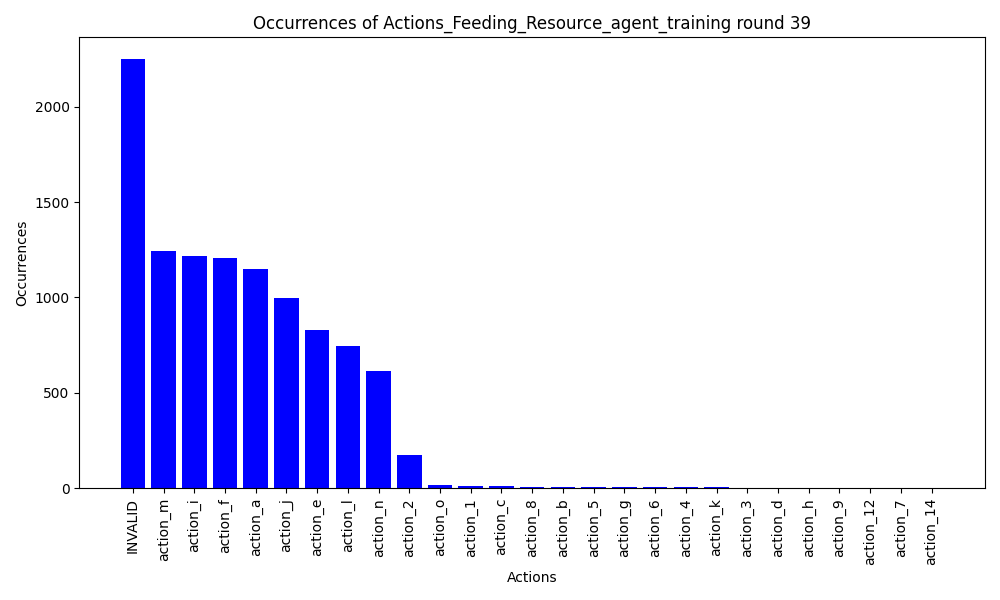 Occurrences of Actions_Feeding_Resource_agent_training round 39
Occurrences
2000
1500
1000
500
0
INVALID
action_m
action_i
action_f
action_a
action_j
action_e
action_l
action_n
action_2
action_o
action_1
action_c
action_8
action_b
action_5
action_g
action_6
action_4
action_k
action_3
action_d
action_h
action_9
action_12
action_7
action_14
Actions